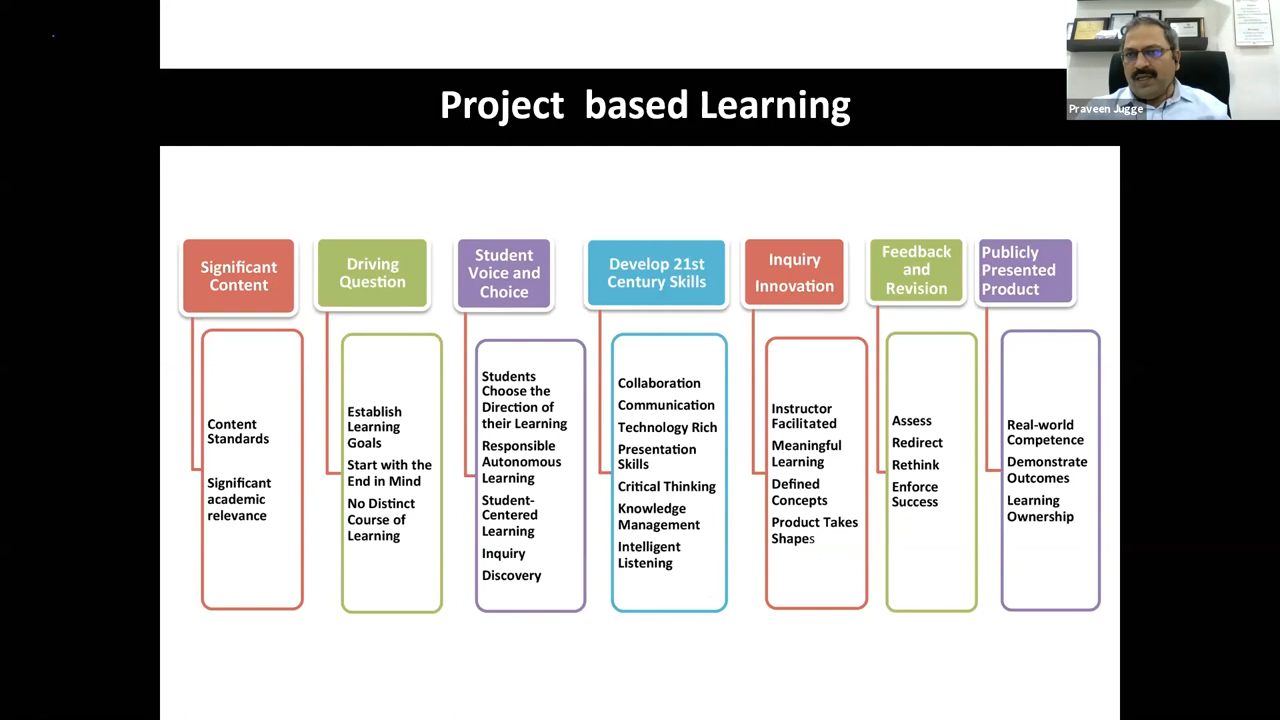 Project  based Learning
Praveen Jugge
Significant
Content
Content
Standards
Significant
academic
relevance
Driving
Question
Establish
Learning
Goals
Start with the
End in Mind
No Distinct
Course of
Learning
Student
Voice and
Choice
Students
Choose the
Direction of
their Learning
Responsible
Autonomous
Learning
Student-
Centered
Learning
Inquiry
Discovery
Develop 21st
Century Skills
Collaboration
Communication
Technology Rich
Presentation
Skills
Critical Thinking
Knowledge
Management
Intelligent
Listening
Inquiry
Innovation
Instructor
Facilitated
Meaningful
Learning
Defined
Concepts
Product Takes
Shapes
Feedback
and
Revision
Assess
Redirect
Rethink
Enforce
Success
Publicly
Presented
Product
Real-world
Competence
Demonstrate
Outcomes
Learning
Ownership